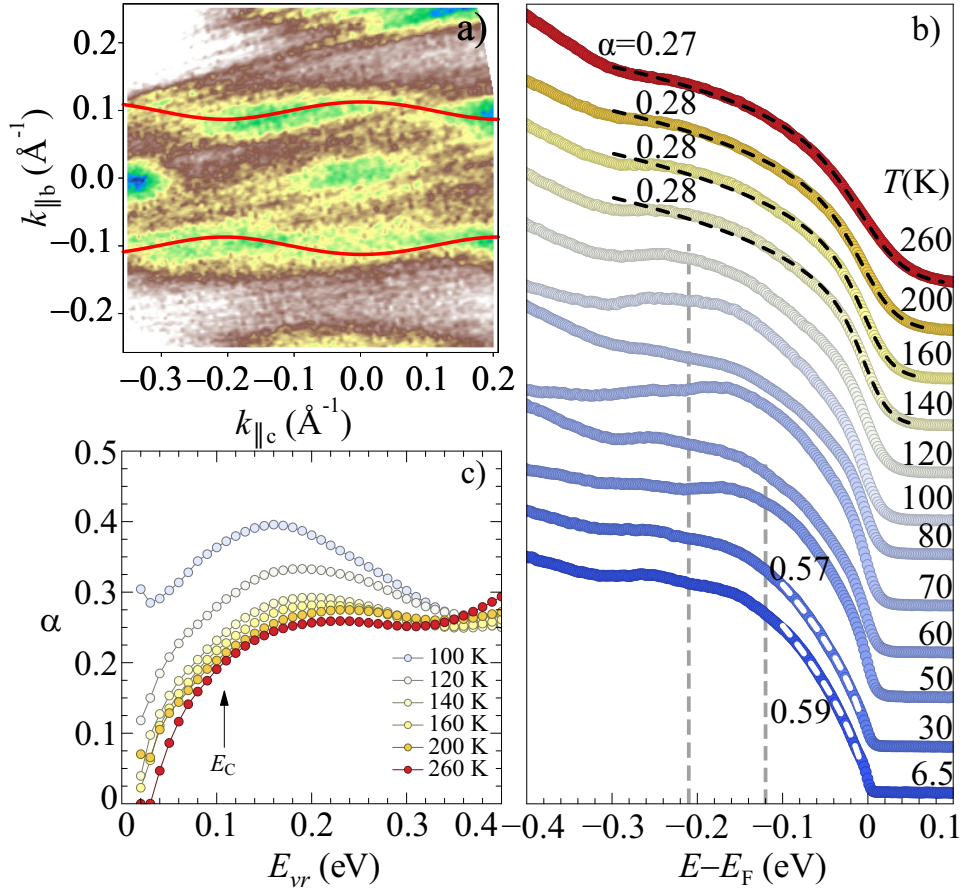 a)
0.2
0.1
0.0
−0.1
−0.2
k∥b (Å⁻¹)
−0.3 −0.2 −0.1 0.0 0.1 0.2
k∥c (Å⁻¹)
b)
α=0.27
0.28
0.28
0.28
T(K)
260
200
160
140
120
100
80
70
60
50
30
6.5
0.57
0.59
−0.4 −0.3 −0.2 −0.1 0 0.1
E−EF (eV)
c)
0.5
0.4
0.3
0.2
0.1
0
α
EC
100 K
120 K
140 K
160 K
200 K
260 K
0 0.1 0.2 0.3 0.4
Evr (eV)